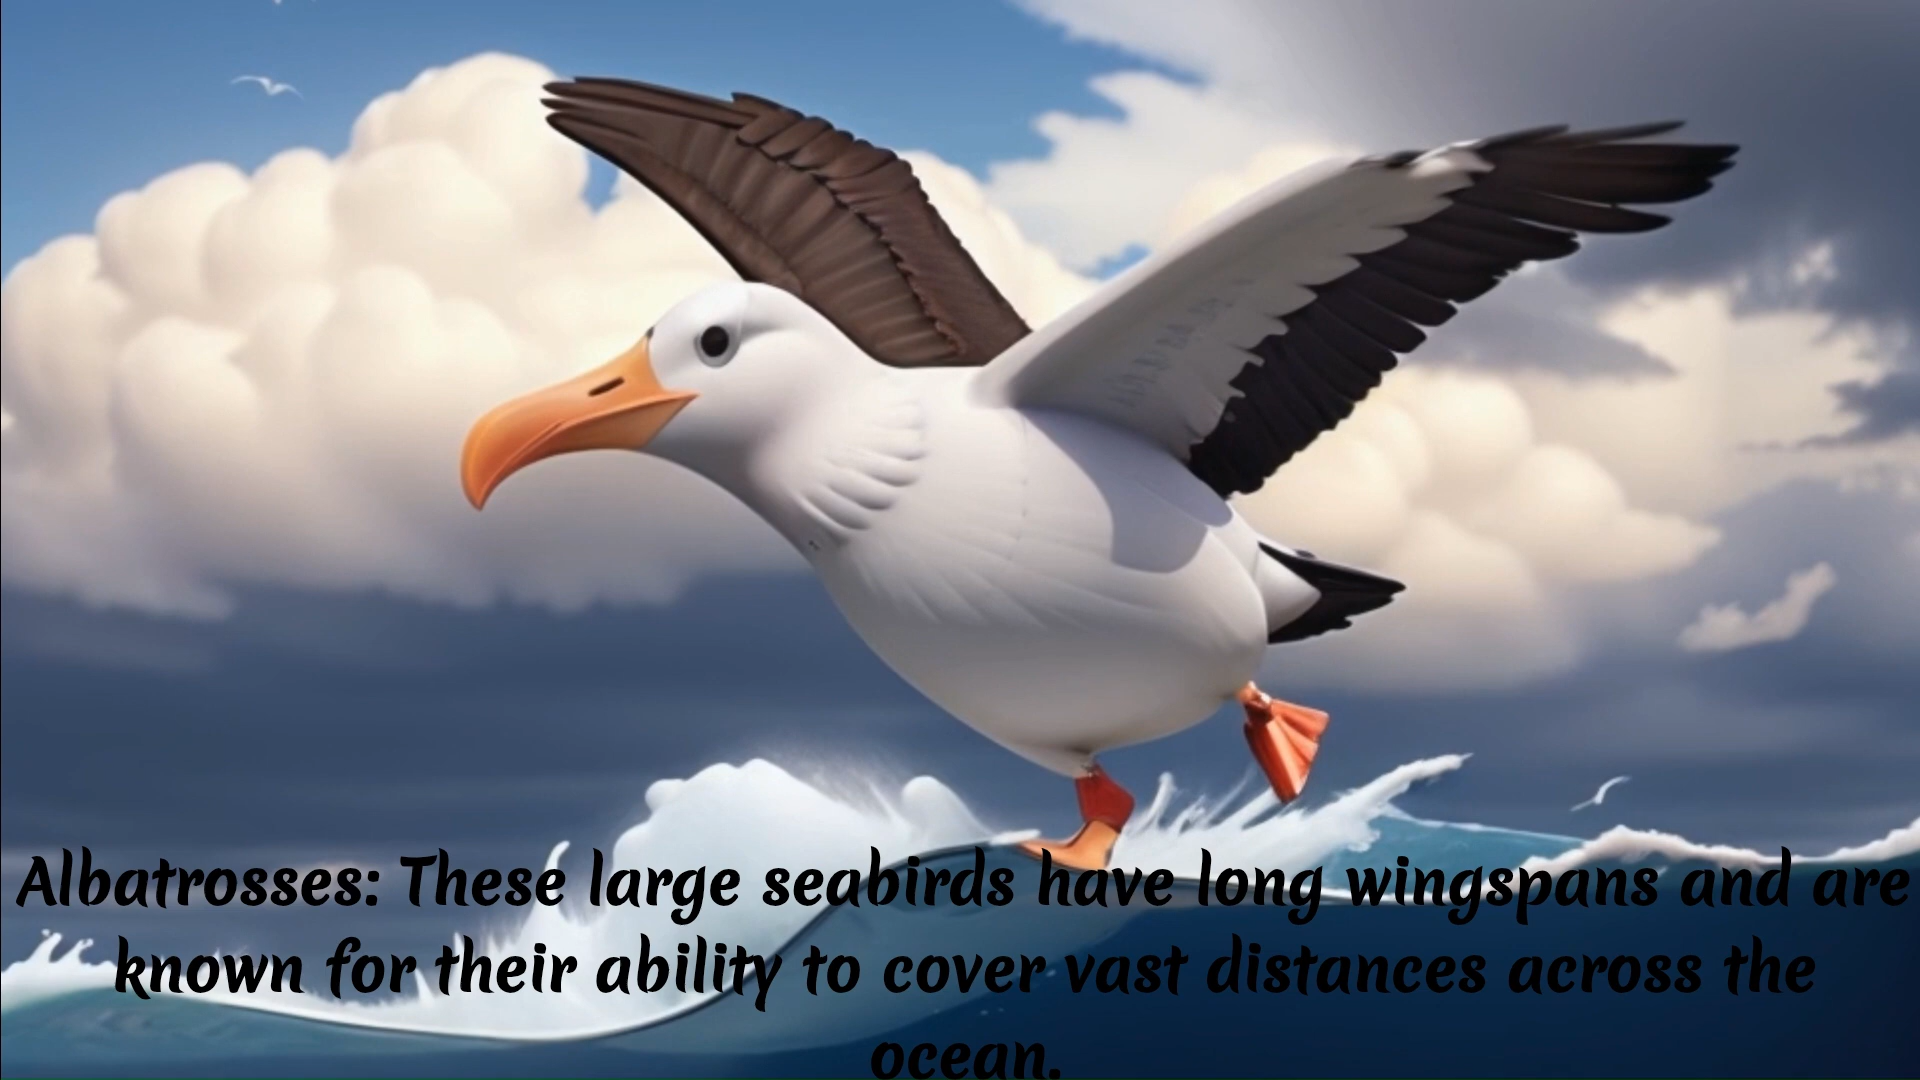 Albatrosses: These large seabirds have long wingspans and are
known for their ability to cover vast distances across the
ocean.